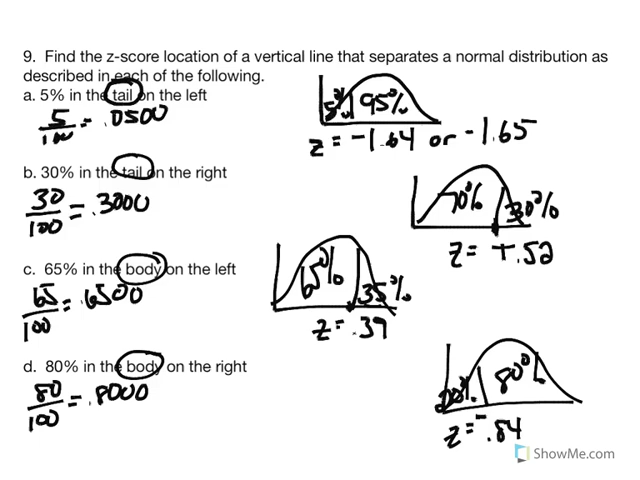 9. Find the z-score location of a vertical line that separates a normal distribution as
described in each of the following.
a. 5% in the tail on the left
5/100 = .0500
5% 95%
z = -1.64 or -1.65
b. 30% in the tail on the right
30/100 = .3000
70% 30%
z = +.52
c. 65% in the body on the left
65/100 = .6500
65% 35%
z = .39
d. 80% in the body on the right
80/100 = .8000
20% 80%
z = -.84
ShowMe.com